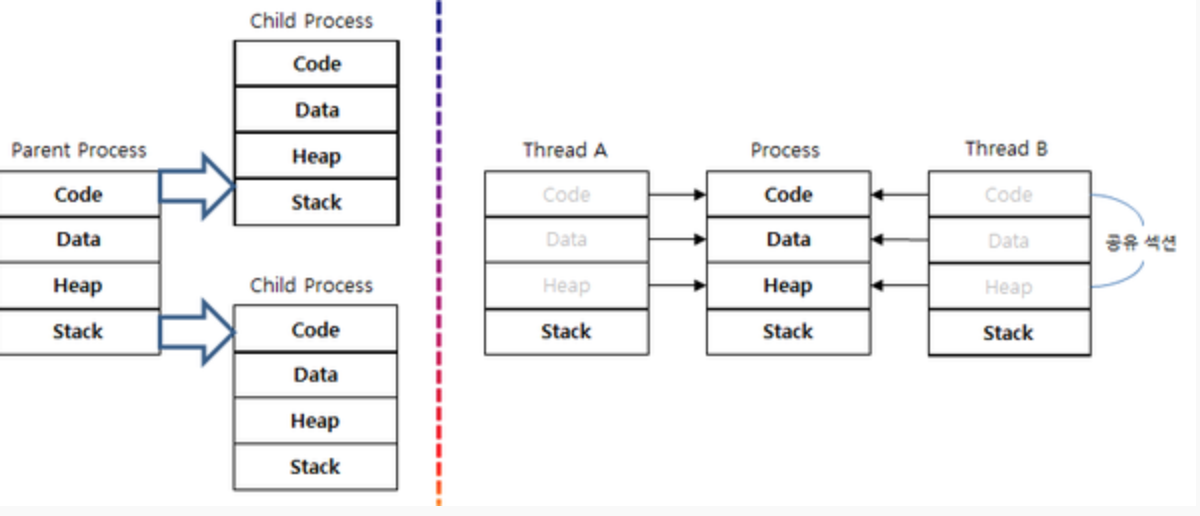 Child Process
Code
Data
Heap
Stack
Parent Process
Code
Data
Heap
Stack
Child Process
Code
Data
Heap
Stack
Thread A
Code
Data
Heap
Stack
Process
Code
Data
Heap
Stack
Thread B
Code
Data
Heap
Stack
공유 섹션